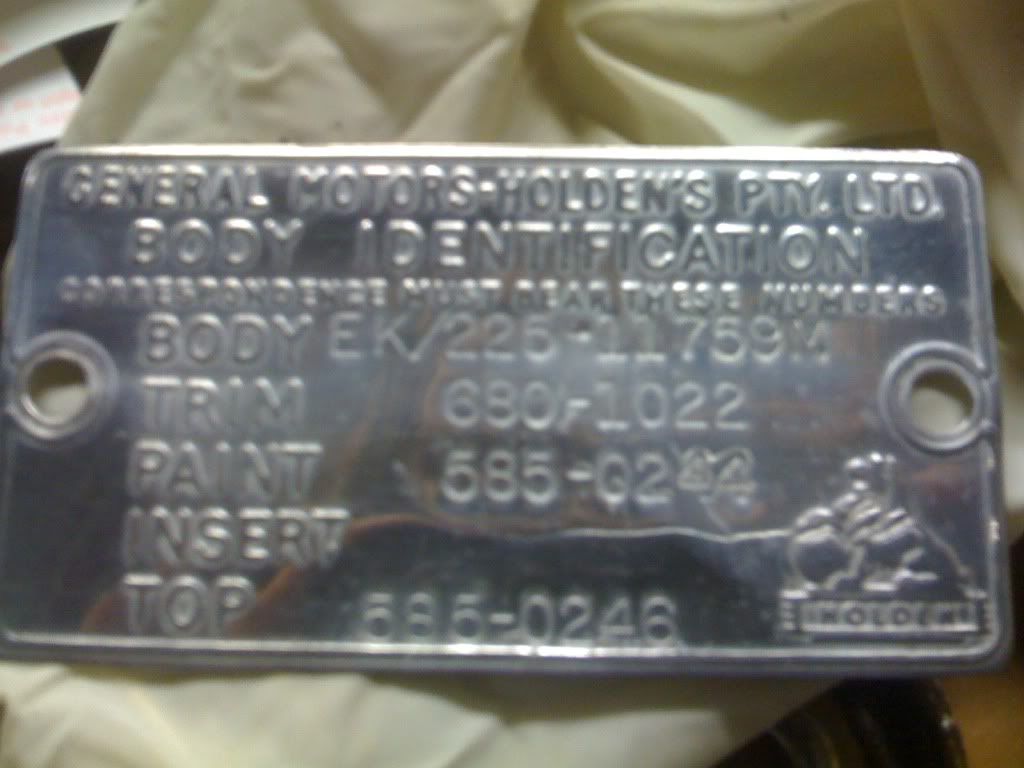 GENERAL MOTORS-HOLDEN'S PTY. LTD.
BODY IDENTIFICATION
CORRESPONDENCE MUST BEAR THESE NUMBERS
BODY EK/225-11759M
TRIM 680-1022
PAINT 585-02
INSERT
TOP 585-0246
HOLDEN